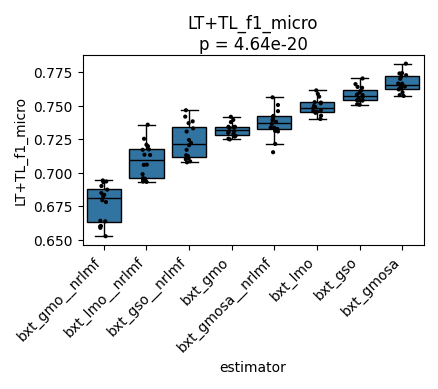 LT+TL_f1_micro
p = 4.64e-20
LT+TL_f1_micro
0.775
0.750
0.725
0.700
0.675
0.650
bxt_gmo__nrlmf
bxt_lmo__nrlmf
bxt_gso__nrlmf
bxt_gmo
bxt_gmosa__nrlmf
bxt_lmo
bxt_gso
bxt_gmosa
estimator